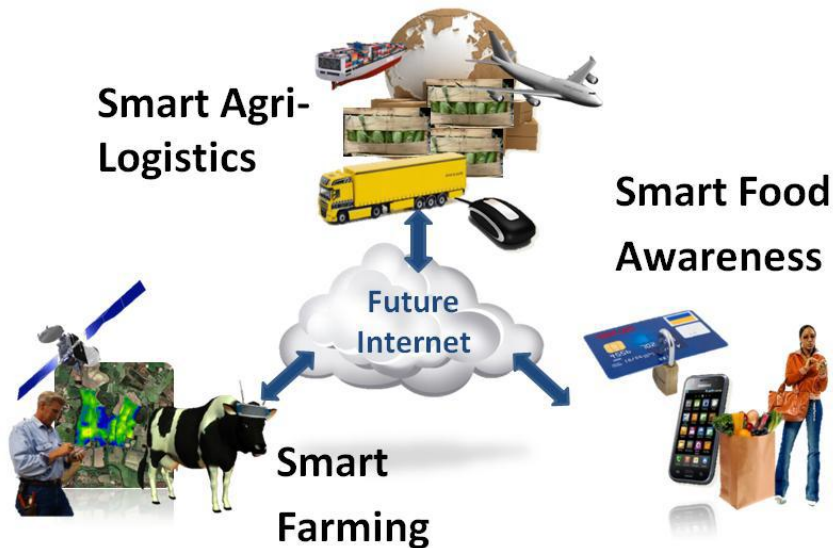 Smart Agri-
Logistics
Smart Food
Awareness
Future
Internet
Smart
Farming